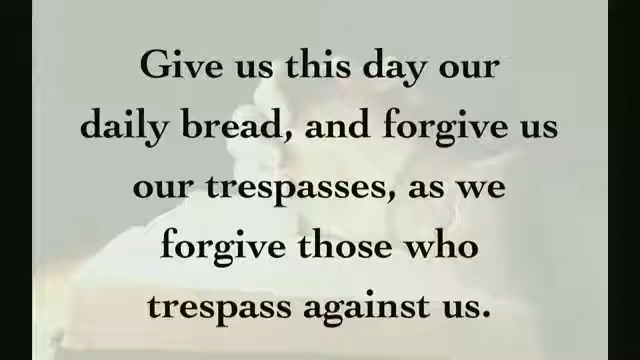 Give us this day our
daily bread, and forgive us
our trespasses, as we
forgive those who
trespass against us.